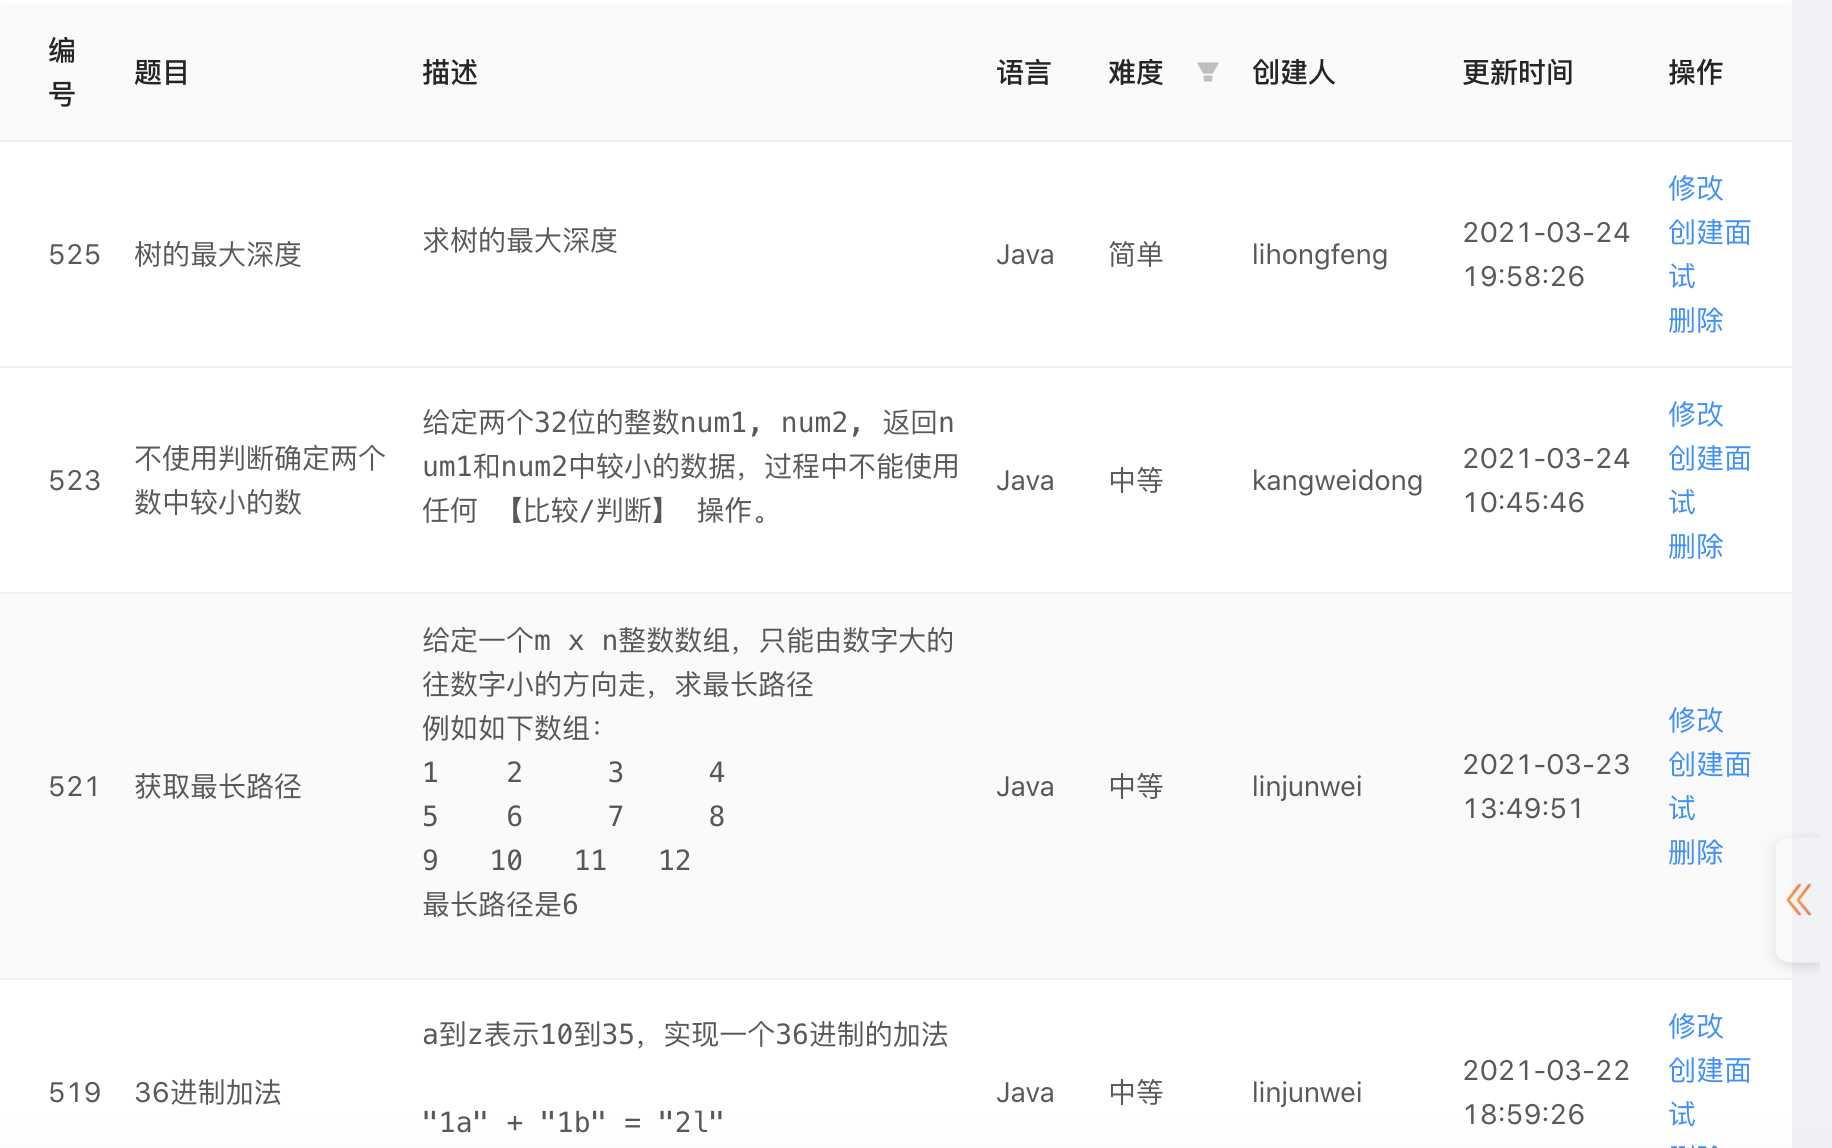 编
号
题目
描述
语言
难度
创建人
更新时间
操作
525
树的最大深度
求树的最大深度
Java
简单
lihongfeng
2021-03-24
19:58:26
修改
创建面
试
删除
523
不使用判断确定两个
数中较小的数
给定两个32位的整数num1, num2, 返回n
um1和num2中较小的数据，过程中不能使用
任何 【比较/判断】 操作。
Java
中等
kangweidong
2021-03-24
10:45:46
修改
创建面
试
删除
521
获取最长路径
给定一个m x n整数数组，只能由数字大的
往数字小的方向走，求最长路径
例如如下数组：
1 2 3 4
5 6 7 8
9 10 11 12
最长路径是6
Java
中等
linjunwei
2021-03-23
13:49:51
修改
创建面
试
删除
519
36进制加法
a到z表示10到35，实现一个36进制的加法
"1a" + "1b" = "2l"
Java
中等
linjunwei
2021-03-22
18:59:26
修改
创建面
试